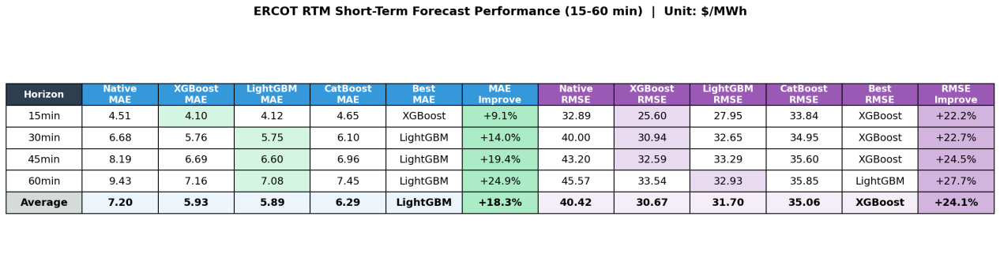 ERCOT RTM Short-Term Forecast Performance (15-60 min) | Unit: $/MWh
Horizon Native MAE XGBoost MAE LightGBM MAE CatBoost MAE Best MAE MAE Improve Native RMSE XGBoost RMSE LightGBM RMSE CatBoost RMSE Best RMSE RMSE Improve
15min 4.51 4.10 4.12 4.65 XGBoost +9.1% 32.89 25.60 27.95 33.84 XGBoost +22.2%
30min 6.68 5.76 5.75 6.10 LightGBM +14.0% 40.00 30.94 32.65 34.95 XGBoost +22.7%
45min 8.19 6.69 6.60 6.96 LightGBM +19.4% 43.20 32.59 33.29 35.60 XGBoost +24.5%
60min 9.43 7.16 7.08 7.45 LightGBM +24.9% 45.57 33.54 32.93 35.85 LightGBM +27.7%
Average 7.20 5.93 5.89 6.29 LightGBM +18.3% 40.42 30.67 31.70 35.06 XGBoost +24.1%